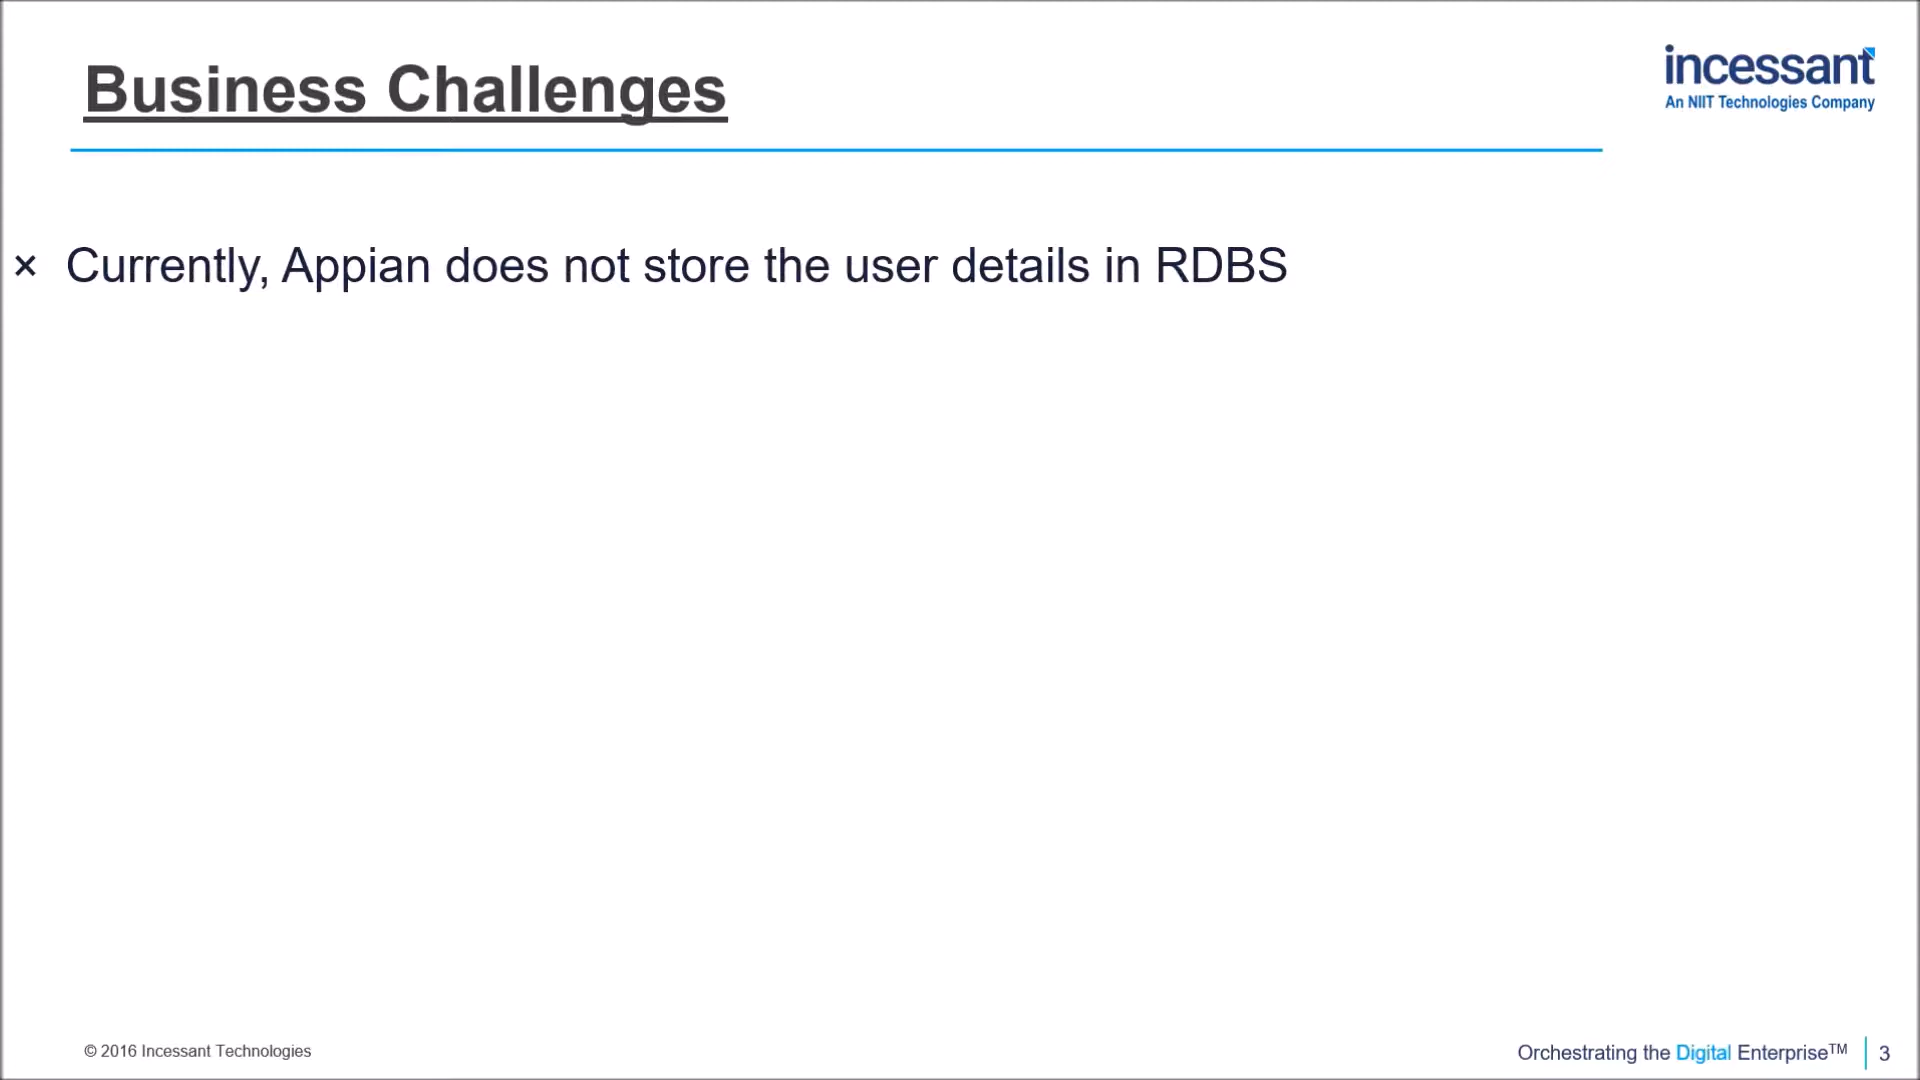 Business Challenges
incessant
An NIIT Technologies Company
× Currently, Appian does not store the user details in RDBS
© 2016 Incessant Technologies
Orchestrating the Digital Enterprise™ 3